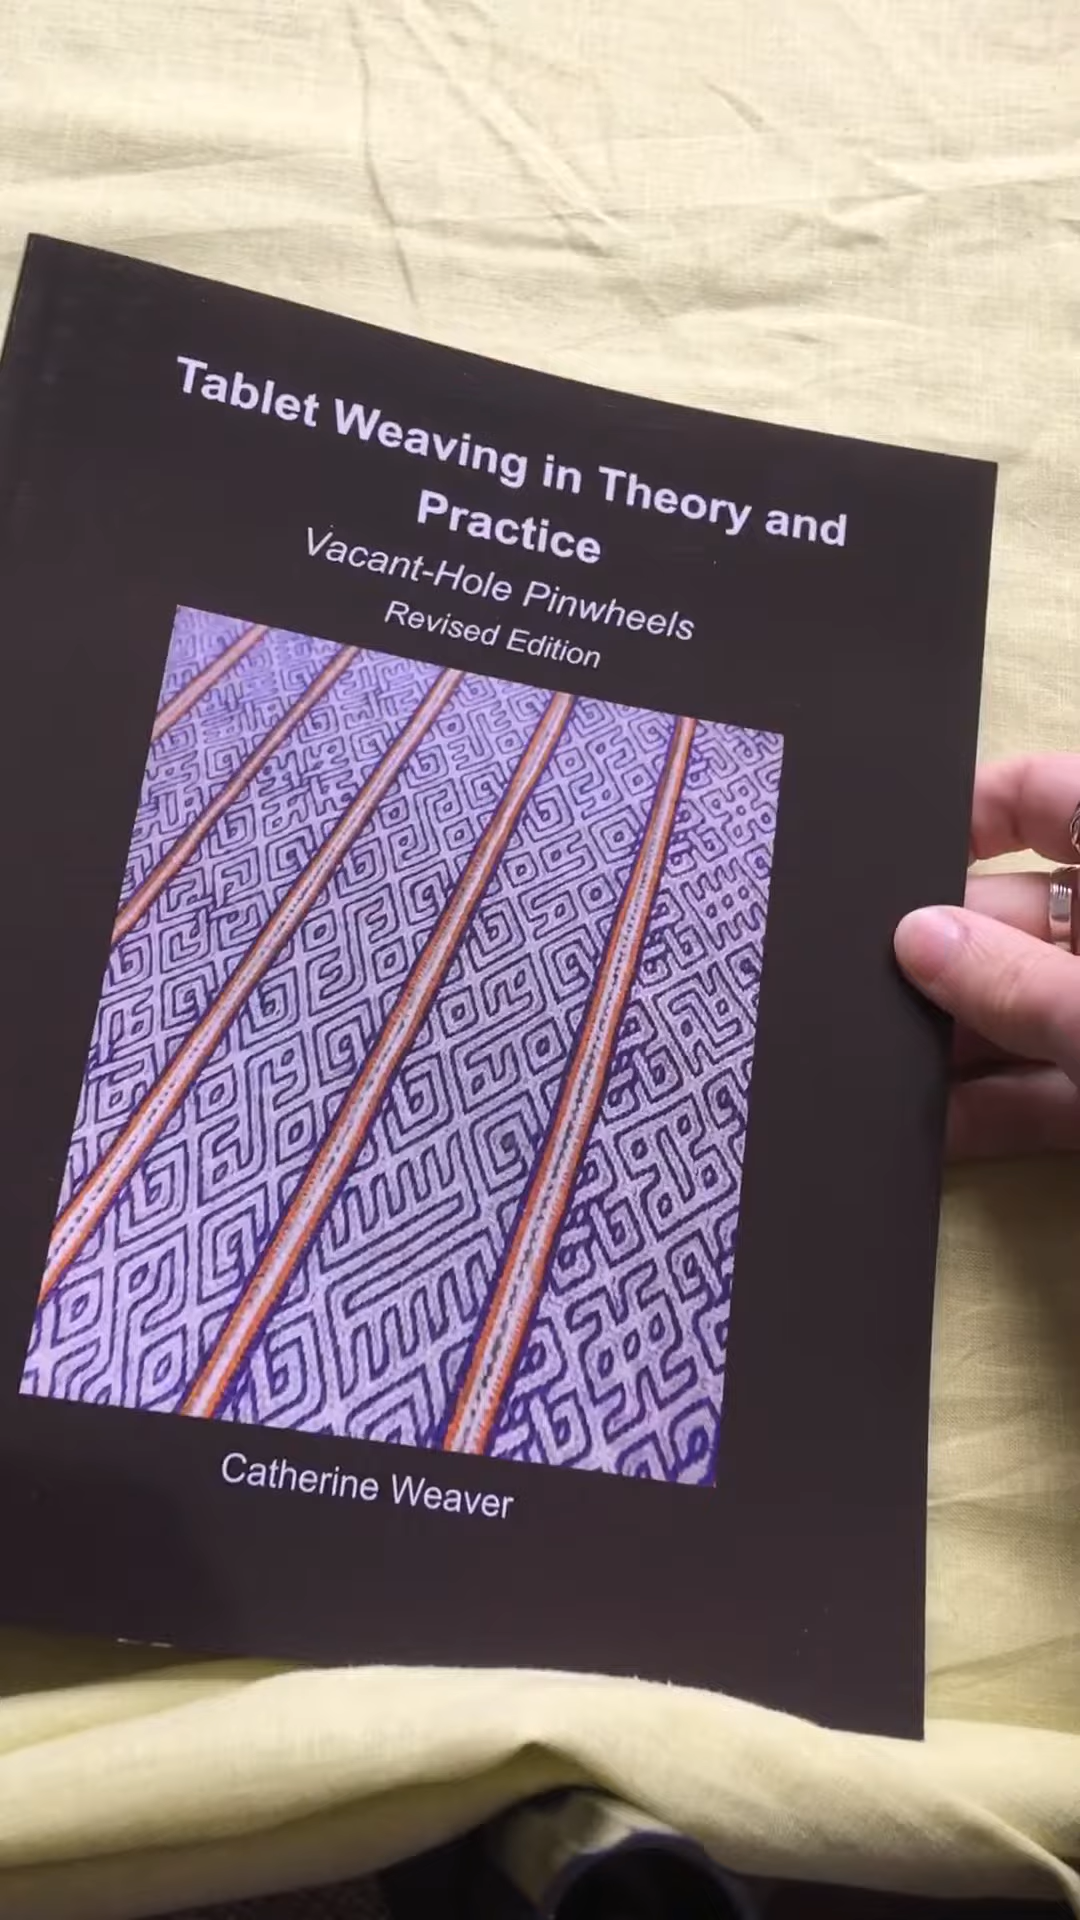 Tablet Weaving in Theory and
Practice
Vacant-Hole Pinwheels
Revised Edition
Catherine Weaver